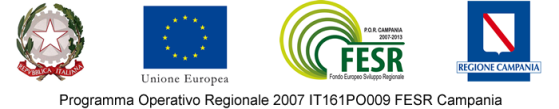 REPVBBLICA ITALIANA
Unione Europea
P.O.R. CAMPANIA
2007-2013
FESR
Fondo Europeo Sviluppo Regionale
REGIONE CAMPANIA
Programma Operativo Regionale 2007 IT161PO009 FESR Campania